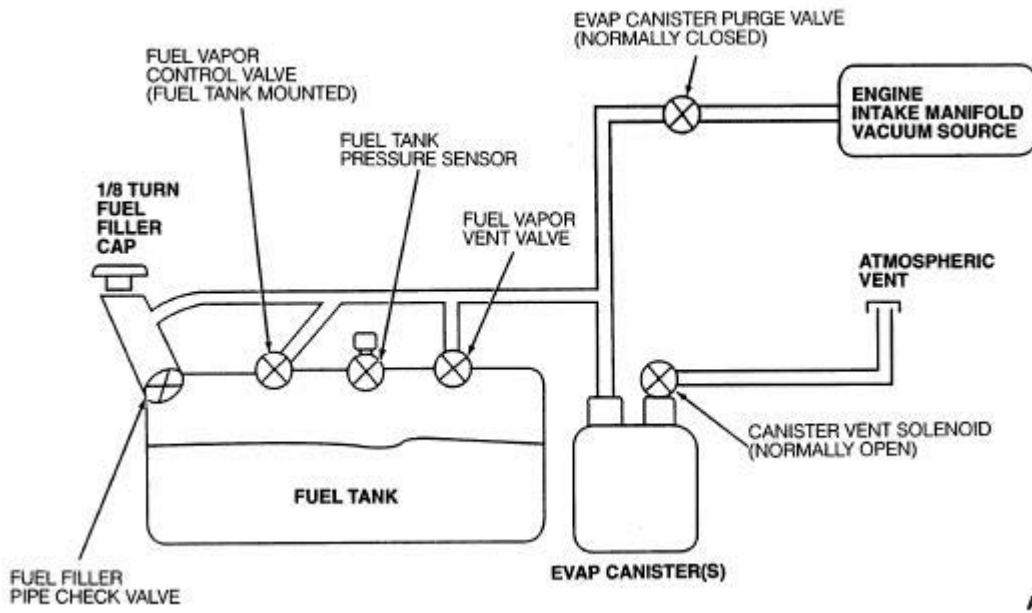 EVAP CANISTER PURGE VALVE
(NORMALLY CLOSED)
FUEL VAPOR
CONTROL VALVE
(FUEL TANK MOUNTED)
ENGINE
INTAKE MANIFOLD
VACUUM SOURCE
FUEL TANK
PRESSURE SENSOR
1/8 TURN
FUEL
FILLER
CAP
FUEL VAPOR
VENT VALVE
ATMOSPHERIC
VENT
CANISTER VENT SOLENOID
(NORMALLY OPEN)
FUEL TANK
EVAP CANISTER(S)
FUEL FILLER
PIPE CHECK VALVE